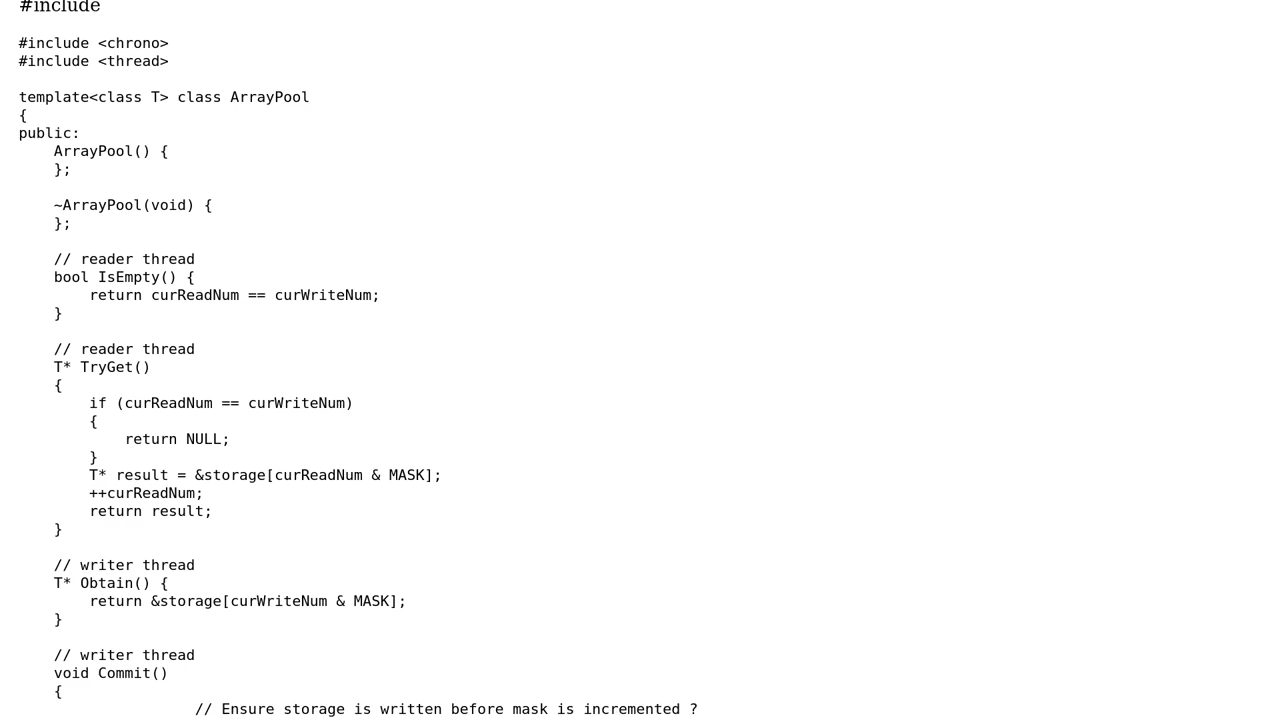 #include
#include <chrono>
#include <thread>
template<class T> class ArrayPool
{
public:
    ArrayPool() {
    };
    ~ArrayPool(void) {
    };
    // reader thread
    bool IsEmpty() {
        return curReadNum == curWriteNum;
    }
    // reader thread
    T* TryGet()
    {
        if (curReadNum == curWriteNum)
        {
            return NULL;
        }
        T* result = &storage[curReadNum & MASK];
        ++curReadNum;
        return result;
    }
    // writer thread
    T* Obtain() {
        return &storage[curWriteNum & MASK];
    }
    // writer thread
    void Commit()
    {
                    // Ensure storage is written before mask is incremented ?